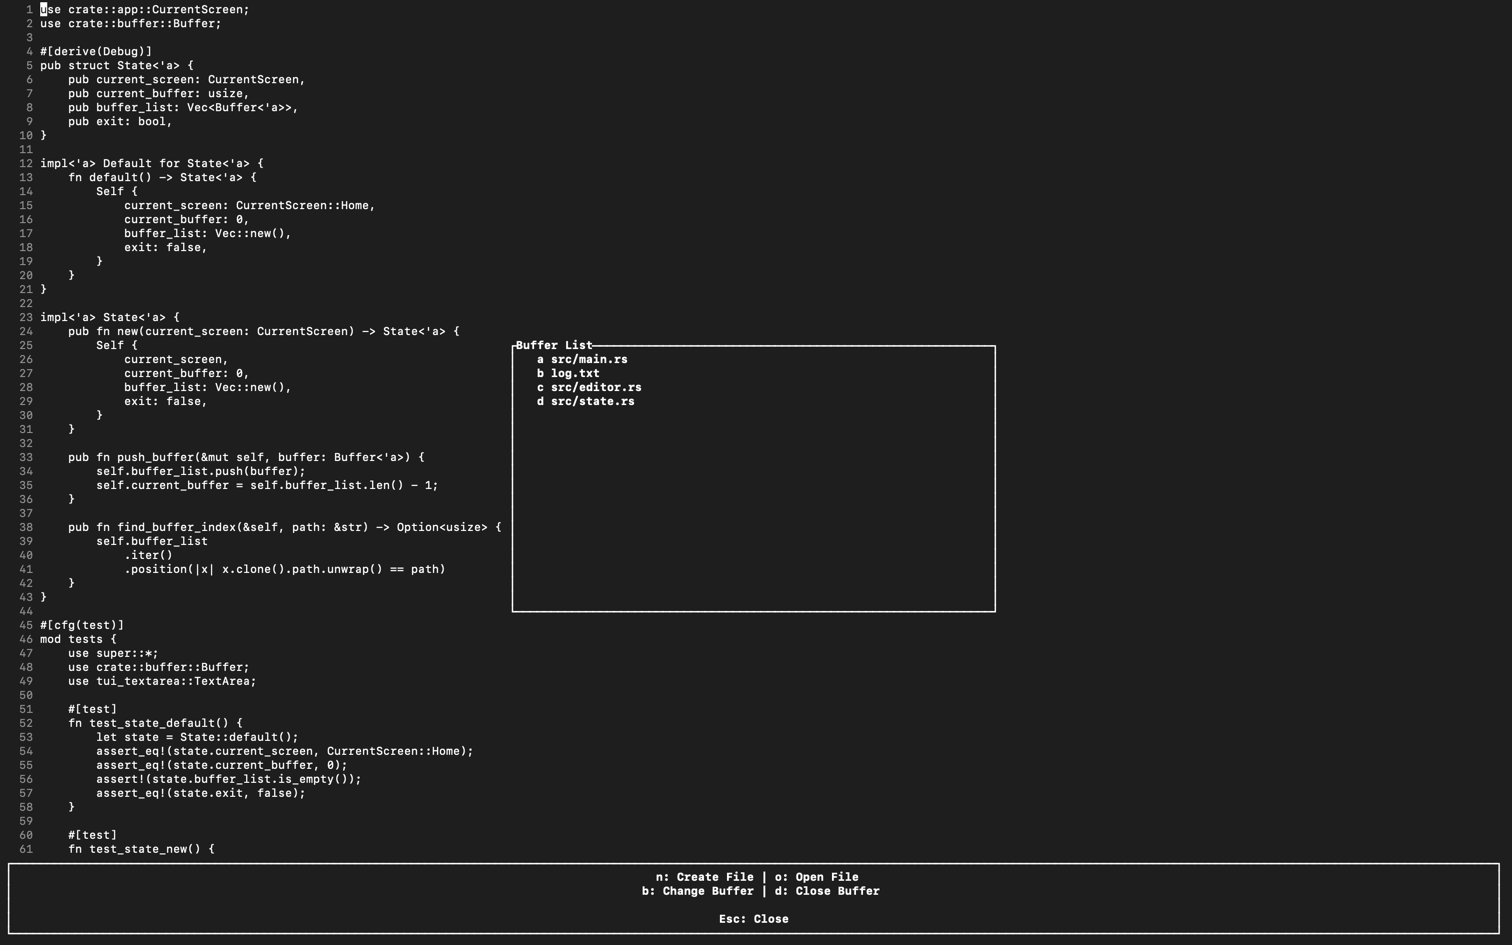 1 use crate::app::CurrentScreen;
2 use crate::buffer::Buffer;
3
4 #[derive(Debug)]
5 pub struct State<'a> {
6     pub current_screen: CurrentScreen,
7     pub current_buffer: usize,
8     pub buffer_list: Vec<Buffer<'a>>,
9     pub exit: bool,
10 }
11
12 impl<'a> Default for State<'a> {
13     fn default() -> State<'a> {
14         Self {
15             current_screen: CurrentScreen::Home,
16             current_buffer: 0,
17             buffer_list: Vec::new(),
18             exit: false,
19         }
20     }
21 }
22
23 impl<'a> State<'a> {
24     pub fn new(current_screen: CurrentScreen) -> State<'a> {
25         Self {
26             current_screen,
27             current_buffer: 0,
28             buffer_list: Vec::new(),
29             exit: false,
30         }
31     }
32
33     pub fn push_buffer(&mut self, buffer: Buffer<'a>) {
34         self.buffer_list.push(buffer);
35         self.current_buffer = self.buffer_list.len() - 1;
36     }
37
38     pub fn find_buffer_index(&self, path: &str) -> Option<usize> {
39         self.buffer_list
40             .iter()
41             .position(|x| x.clone().path.unwrap() == path)
42     }
43 }
44
45 #[cfg(test)]
46 mod tests {
47     use super::*;
48     use crate::buffer::Buffer;
49     use tui_textarea::TextArea;
50
51     #[test]
52     fn test_state_default() {
53         let state = State::default();
54         assert_eq!(state.current_screen, CurrentScreen::Home);
55         assert_eq!(state.current_buffer, 0);
56         assert!(state.buffer_list.is_empty());
57         assert_eq!(state.exit, false);
58     }
59
60     #[test]
61     fn test_state_new() {
Buffer List
a src/main.rs
b log.txt
c src/editor.rs
d src/state.rs
n: Create File | o: Open File
b: Change Buffer | d: Close Buffer
Esc: Close